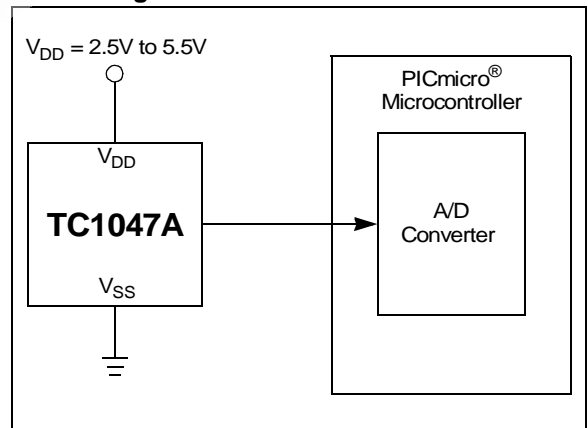 V_DD = 2.5V to 5.5V
PICmicro®
Microcontroller
V_DD
TC1047A
A/D
Converter
V_SS